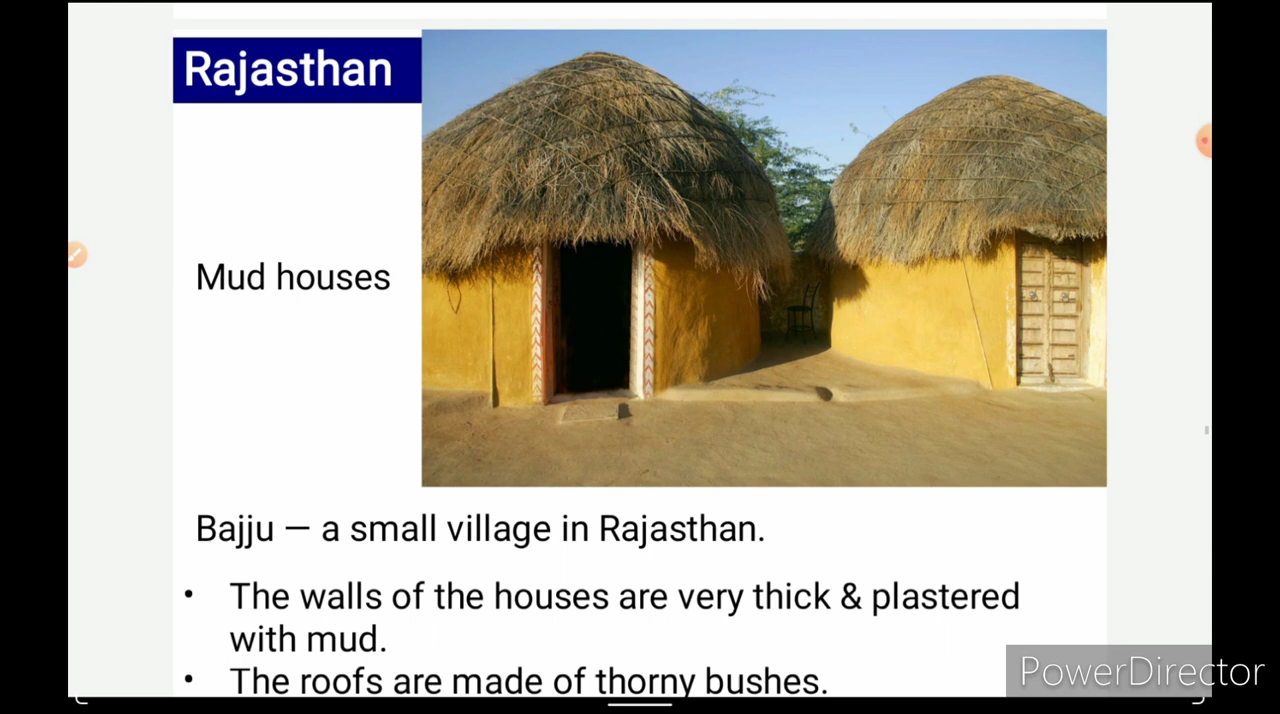 Rajasthan
Mud houses
Bajju — a small village in Rajasthan.
• The walls of the houses are very thick & plastered
with mud.
• The roofs are made of thorny bushes.
PowerDirector